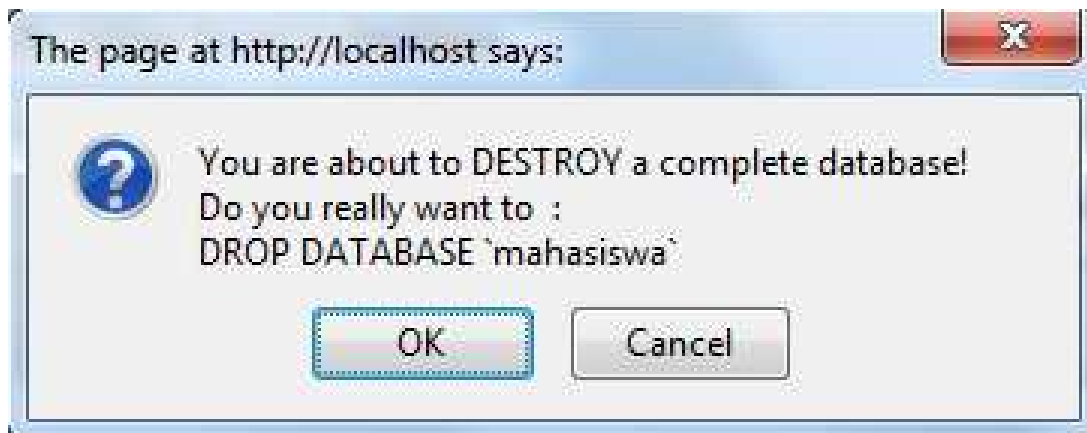 The page at http://localhost says:
You are about to DESTROY a complete database!
Do you really want to :
DROP DATABASE `mahasiswa`
OK
Cancel